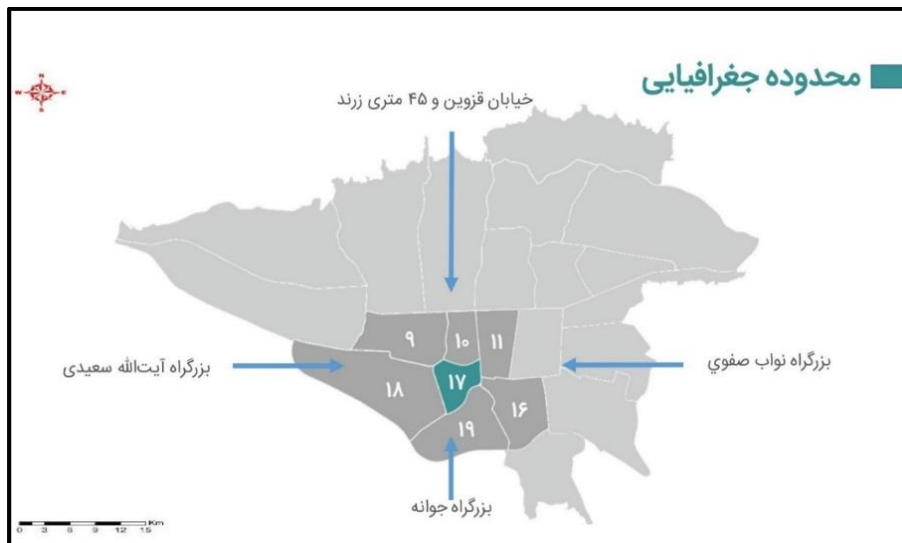 محدوده جغرافیایی
خیابان قزوین و ۴۵ متری زرند
N
W E
S
۹
۱۰
۱۱
بزرگراه نواب صفوي
بزرگراه آیت‌الله سعیدی
۱۷
۱۸
۱۶
۱۹
بزرگراه جوانه
Km
0 3 6 9 12 15